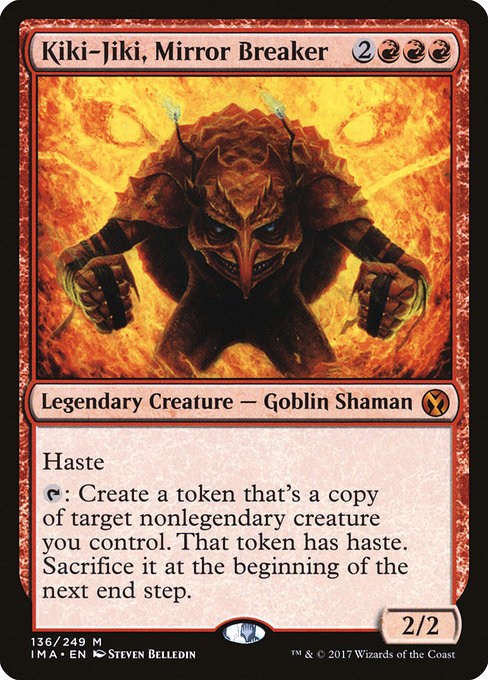 Kiki-Jiki, Mirror Breaker 2
Legendary Creature — Goblin Shaman
Haste
: Create a token that's a copy
of target nonlegendary creature
you control. That token has haste.
Sacrifice it at the beginning of the
next end step.
2/2
136/249 M
IMA • EN Steven Belledin
™ & © 2017 Wizards of the Coast